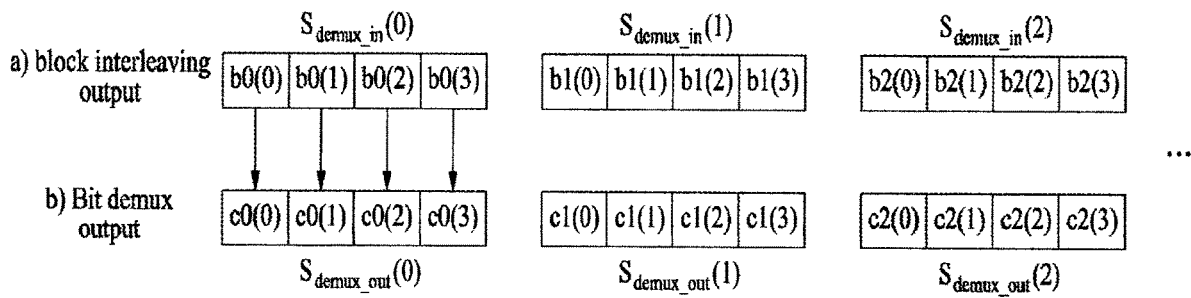 S_demux_in(0) S_demux_in(1) S_demux_in(2)
a) block interleaving
output
b0(0) b0(1) b0(2) b0(3) b1(0) b1(1) b1(2) b1(3) b2(0) b2(1) b2(2) b2(3)
...
b) Bit demux
output
c0(0) c0(1) c0(2) c0(3) c1(0) c1(1) c1(2) c1(3) c2(0) c2(1) c2(2) c2(3)
S_demux_out(0) S_demux_out(1) S_demux_out(2)